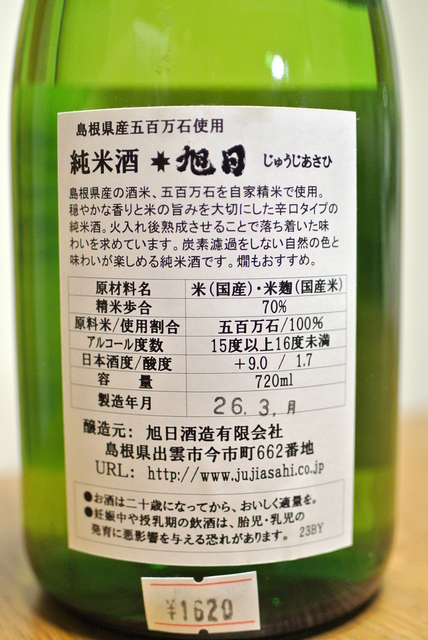 島根県産五百万石使用
純米酒 旭日 じゅうじあさひ
島根県産の酒米、五百万石を自家精米で使用。
穏やかな香りと米の旨みを大切にした辛口タイプの
純米酒。火入れ後熟成させることで落ち着いた味
わいを求めています。炭素濾過をしない自然の色と
味わいが楽しめる純米酒です。燗もおすすめ。
原材料名 米(国産)・米麹(国産米)
精米歩合 70%
原料米/使用割合 五百万石/100%
アルコール度数 15度以上16度未満
日本酒度/酸度 +9.0 / 1.7
容 量 720ml
製造年月 26.3.月
醸造元: 旭日酒造有限会社
島根県出雲市今市町662番地
URL: http://www.jujiasahi.co.jp
●お酒は二十歳になってから、おいしく適量を。
●妊娠中や授乳期の飲酒は、胎児・乳児の
発育に悪影響を与える恐れがあります。 23BY
¥1620